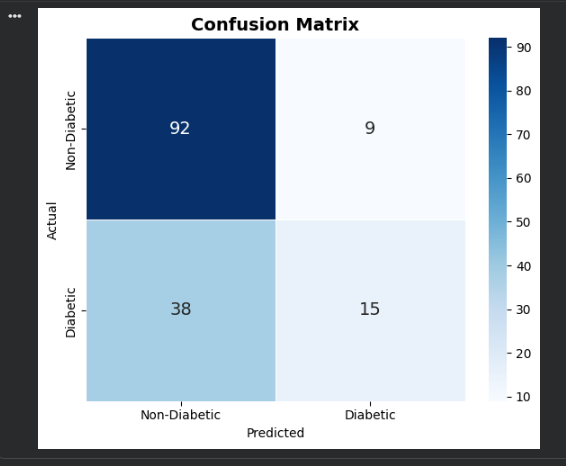 Confusion Matrix
Actual
Non-Diabetic
92
9
Diabetic
38
15
Non-Diabetic
Diabetic
Predicted
90
80
70
60
50
40
30
20
10